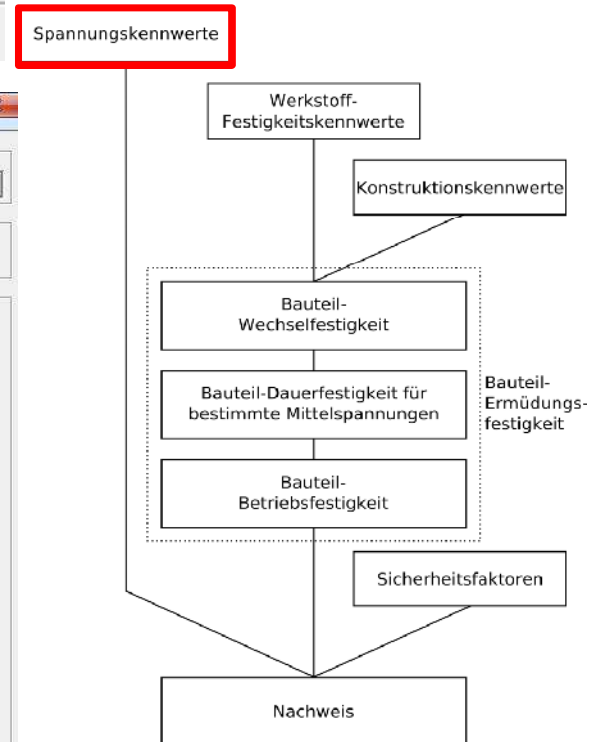 Spannungskennwerte
Werkstoff-
Festigkeitskennwerte
Konstruktionskennwerte
Bauteil-
Wechselfestigkeit
Bauteil-Dauerfestigkeit für
bestimmte Mittelspannungen
Bauteil-
Ermüdungs-
festigkeit
Bauteil-
Betriebsfestigkeit
Sicherheitsfaktoren
Nachweis